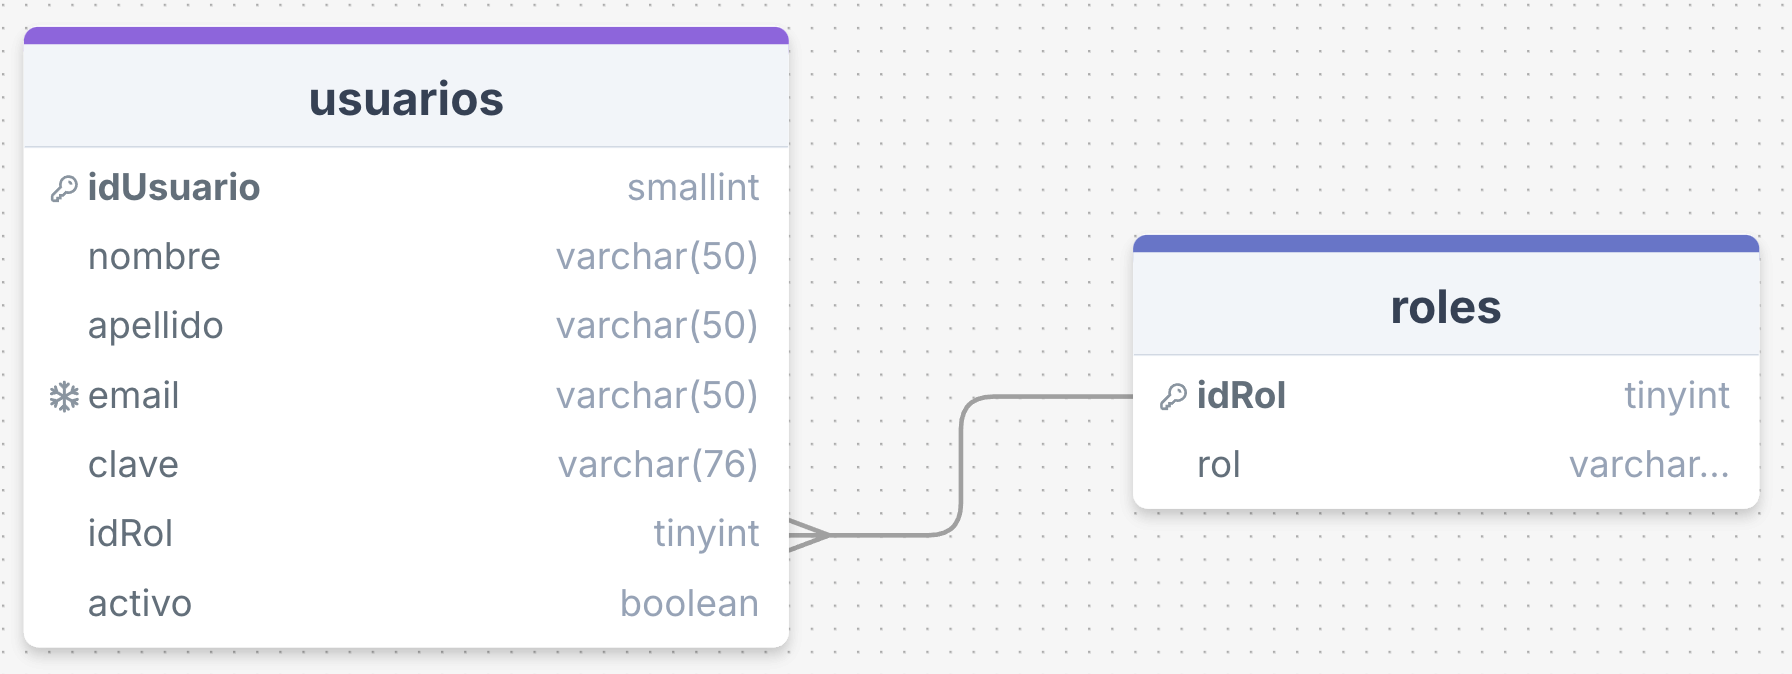 usuarios
idUsuario smallint
nombre varchar(50)
apellido varchar(50)
email varchar(50)
clave varchar(76)
idRol tinyint
activo boolean
roles
idRol tinyint
rol varchar...